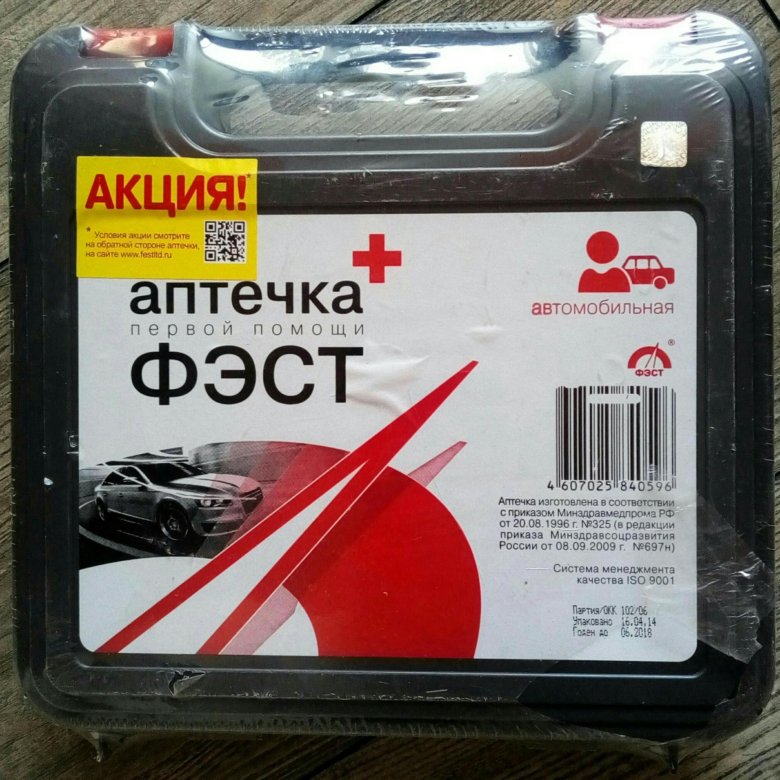 АКЦИЯ!*
* Условия акции смотрите
на обратной стороне аптечки,
на сайте www.festltd.ru
аптечка
первой помощи
ФЭСТ
автомобильная
®
ФЭСТ
4 607025 840596
Аптечка изготовлена в соответствии
с приказом Минздравмедпрома РФ
от 20.08.1996 г. №325 (в редакции
приказа Минздравсоцразвития
России от 08.09.2009 г. №697н)
Система менеджмента
качества ISO 9001
Партия/ОКК 102/06
Упаковано 16.04.14
Годен до 06.2018